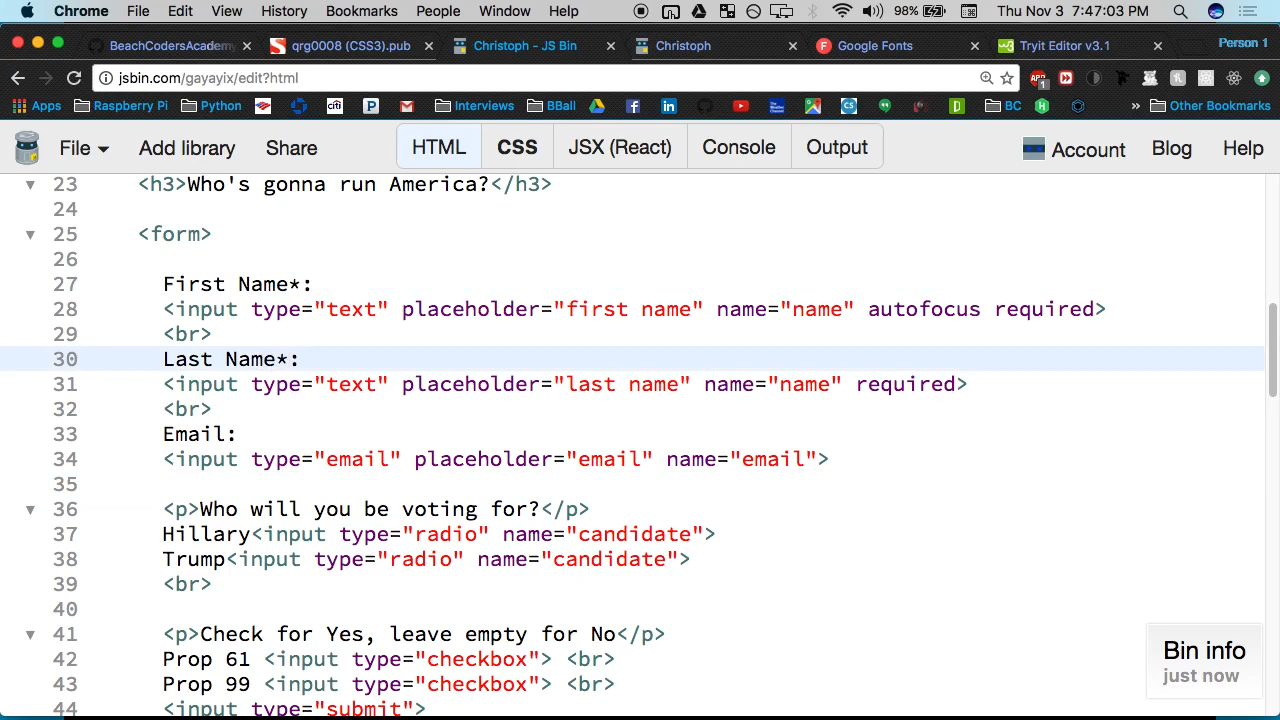 Chrome File Edit View History Bookmarks People Window Help 98% Thu Nov 3 7:47:03 PM
BeachCodersAcademy qrg0008 (CSS3).pub Christoph - JS Bin Christoph Google Fonts Tryit Editor v3.1 Person 1
jsbin.com/gayayix/edit?html
Apps Raspberry Pi Python citi Interviews BBall BC » Other Bookmarks
File Add library Share HTML CSS JSX (React) Console Output Account Blog Help
23 <h3>Who's gonna run America?</h3>
24
25 <form>
26
27 First Name*:
28 <input type="text" placeholder="first name" name="name" autofocus required>
29 <br>
30 Last Name*:
31 <input type="text" placeholder="last name" name="name" required>
32 <br>
33 Email:
34 <input type="email" placeholder="email" name="email">
35
36 <p>Who will you be voting for?</p>
37 Hillary<input type="radio" name="candidate">
38 Trump<input type="radio" name="candidate">
39 <br>
40
41 <p>Check for Yes, leave empty for No</p>
42 Prop 61 <input type="checkbox"> <br>
43 Prop 99 <input type="checkbox"> <br>
44 <input type="submit">
Bin info
just now